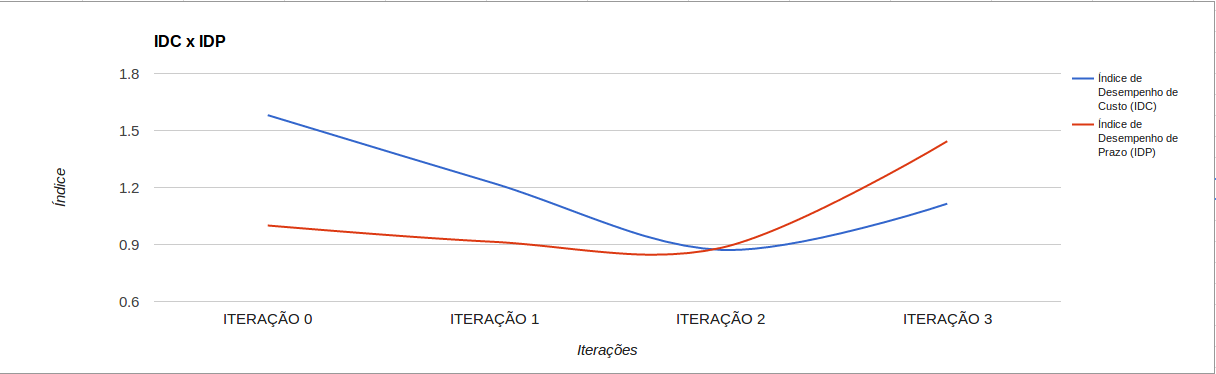 IDC x IDP
1.8
1.5
1.2
0.9
0.6
Índice
ITERAÇÃO 0
ITERAÇÃO 1
ITERAÇÃO 2
ITERAÇÃO 3
Iterações
Índice de
Desempenho de
Custo (IDC)
Índice de
Desempenho de
Prazo (IDP)